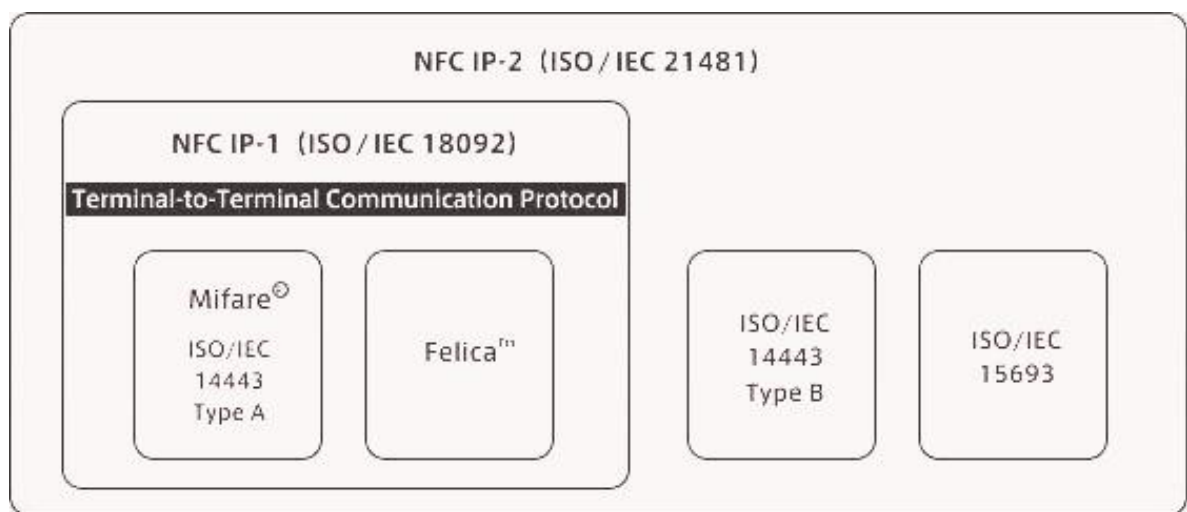 NFC IP-2 (ISO/IEC 21481)
NFC IP-1 (ISO/IEC 18092)
Terminal-to-Terminal Communication Protocol
Mifare®
ISO/IEC
14443
Type A
Felica™
ISO/IEC
14443
Type B
ISO/IEC
15693